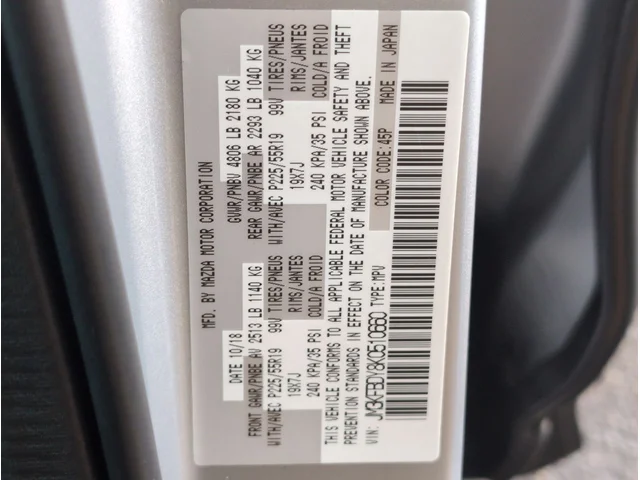 MFD. BY MAZDA MOTOR CORPORATION
DATE 10/18 GVWR/PNBV 4806 LB 2180 KG
FRONT GAWR/PNBE AV 2513 LB 1140 KG REAR GAWR/PNBE AR 2293 LB 1040 KG
WITH/AVEC P225/55R19 99V TIRES/PNEUS WITH/AVEC P225/55R19 99V TIRES/PNEUS
19X7J RIMS/JANTES 19X7J RIMS/JANTES
240 KPA/35 PSI COLD/A FROID 240 KPA/35 PSI COLD/A FROID
THIS VEHICLE CONFORMS TO ALL APPLICABLE FEDERAL MOTOR VEHICLE SAFETY AND THEFT
PREVENTION STANDARDS IN EFFECT ON THE DATE OF MANUFACTURE SHOWN ABOVE.
VIN: JM3KFBDY8K0510660 TYPE:MPV COLOR CODE:45P MADE IN JAPAN